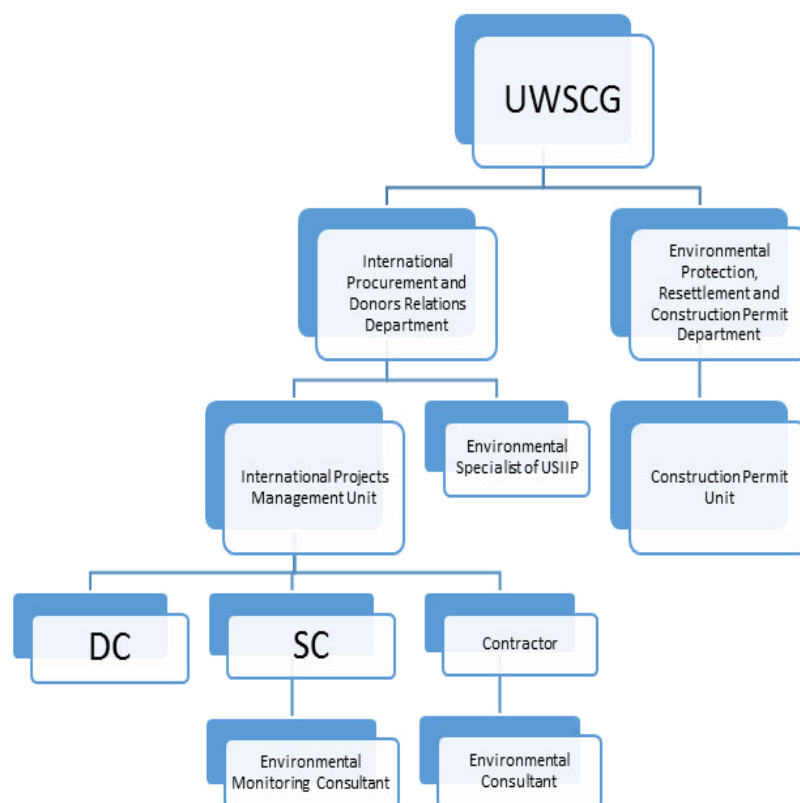 UWSCG
International
Procurement and
Donors Relations
Department
Environmental
Protection,
Resettlement and
Construction Permit
Department
International Projects
Management Unit
Environmental
Specialist of USIIP
Construction Permit
Unit
DC
SC
Contractor
Environmental
Monitoring Consultant
Environmental
Consultant